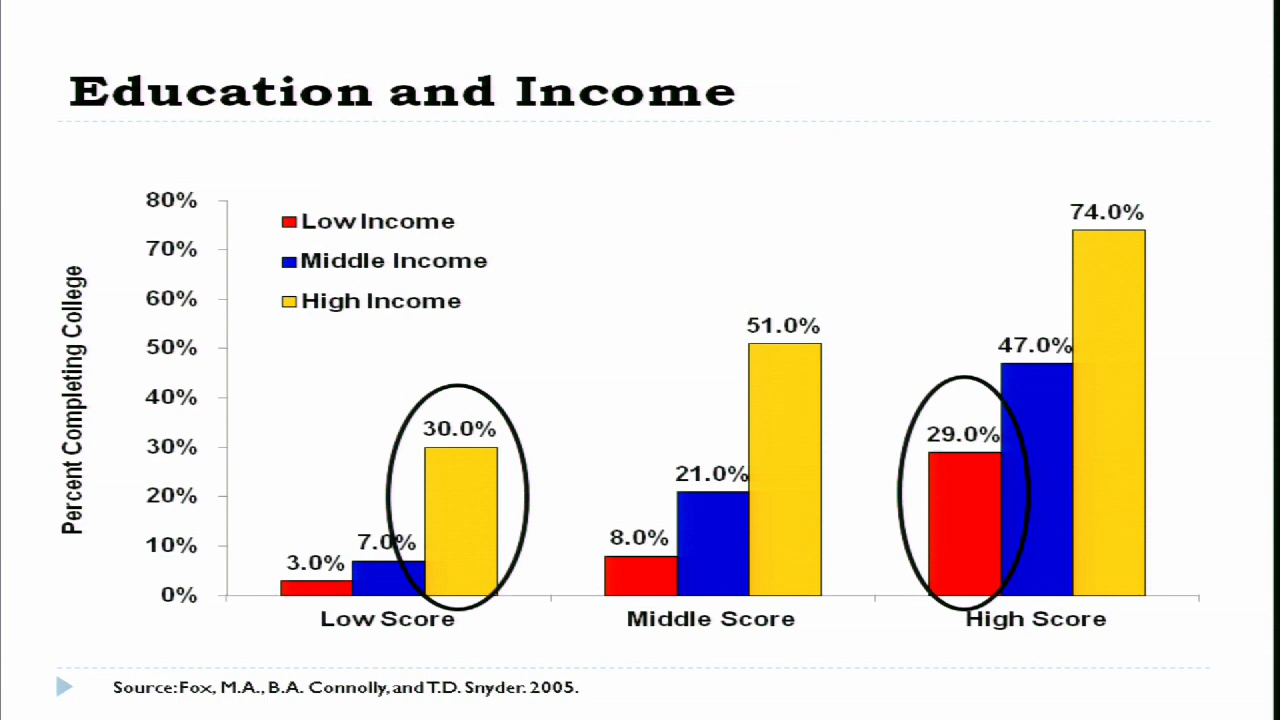 Education and Income
80%
70%
60%
50%
40%
30%
20%
10%
0%
Percent Completing College
Low Income
Middle Income
High Income
3.0%
7.0%
30.0%
8.0%
21.0%
51.0%
29.0%
47.0%
74.0%
Low Score
Middle Score
High Score
Source: Fox, M.A., B.A. Connolly, and T.D. Snyder. 2005.